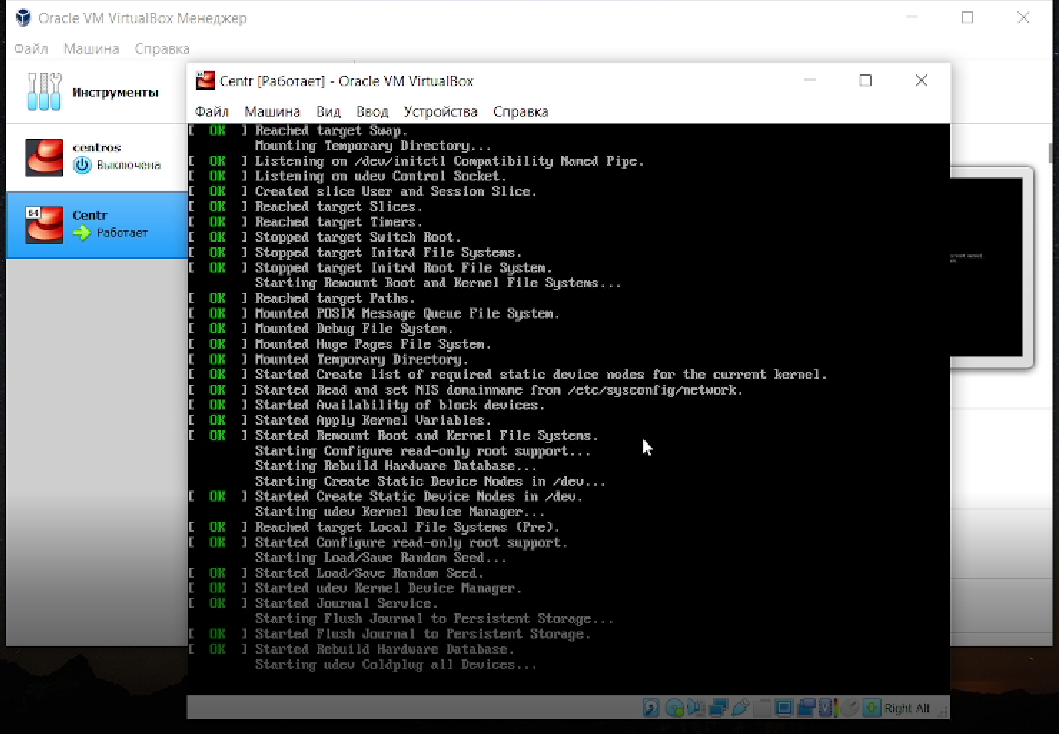 Oracle VM VirtualBox Менеджер
Файл Машина Справка
Инструменты
centros
Выключена
64
Centr
Работает
Centr [Работает] - Oracle VM VirtualBox
Файл Машина Вид Ввод Устройства Справка
[ OK ] Reached target Swap.
Mounting Temporary Directory...
[ OK ] Listening on /dev/initctl Compatibility Named Pipe.
[ OK ] Listening on udev Control Socket.
[ OK ] Created slice User and Session Slice.
[ OK ] Reached target Slices.
[ OK ] Reached target Timers.
[ OK ] Stopped target Switch Root.
[ OK ] Stopped target Initrd File Systems.
[ OK ] Stopped target Initrd Root File System.
Starting Remount Root and Kernel File Systems...
[ OK ] Reached target Paths.
[ OK ] Mounted POSIX Message Queue File System.
[ OK ] Mounted Debug File System.
[ OK ] Mounted Huge Pages File System.
[ OK ] Mounted Temporary Directory.
[ OK ] Started Create list of required static device nodes for the current kernel.
[ OK ] Started Read and set NIS domainname from /etc/sysconfig/network.
[ OK ] Started Availability of block devices.
[ OK ] Started Apply Kernel Variables.
[ OK ] Started Remount Root and Kernel File Systems.
Starting Configure read-only root support...
Starting Rebuild Hardware Database...
Starting Create Static Device Nodes in /dev...
[ OK ] Started Create Static Device Nodes in /dev.
Starting udev Kernel Device Manager...
[ OK ] Reached target Local File Systems (Pre).
[ OK ] Started Configure read-only root support.
Starting Load/Save Random Seed...
[ OK ] Started Load/Save Random Seed.
[ OK ] Started udev Kernel Device Manager.
[ OK ] Started Journal Service.
Starting Flush Journal to Persistent Storage...
[ OK ] Started Flush Journal to Persistent Storage.
[ OK ] Started Rebuild Hardware Database.
Starting udev Coldplug all Devices...
Right Alt